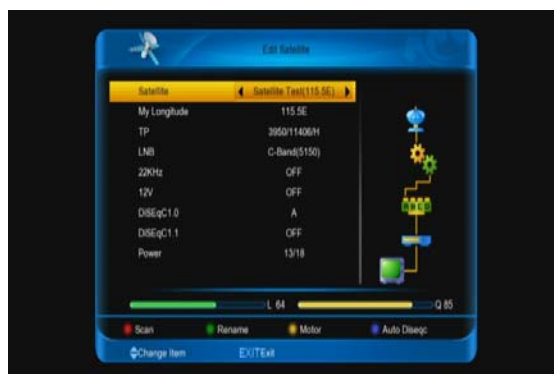 Edit Satellite
Satellite Satellite Test(115.5E)
My Longitude 115.5E
TP 3950/11406/H
LNB C-Band(5150)
22KHz OFF
12V OFF
DiSEqC1.0 A
DiSEqC1.1 OFF
Power 13/18
A B C D
L 64 Q 85
Scan Rename Motor Auto Diseqc
Change Item EXIT Exit